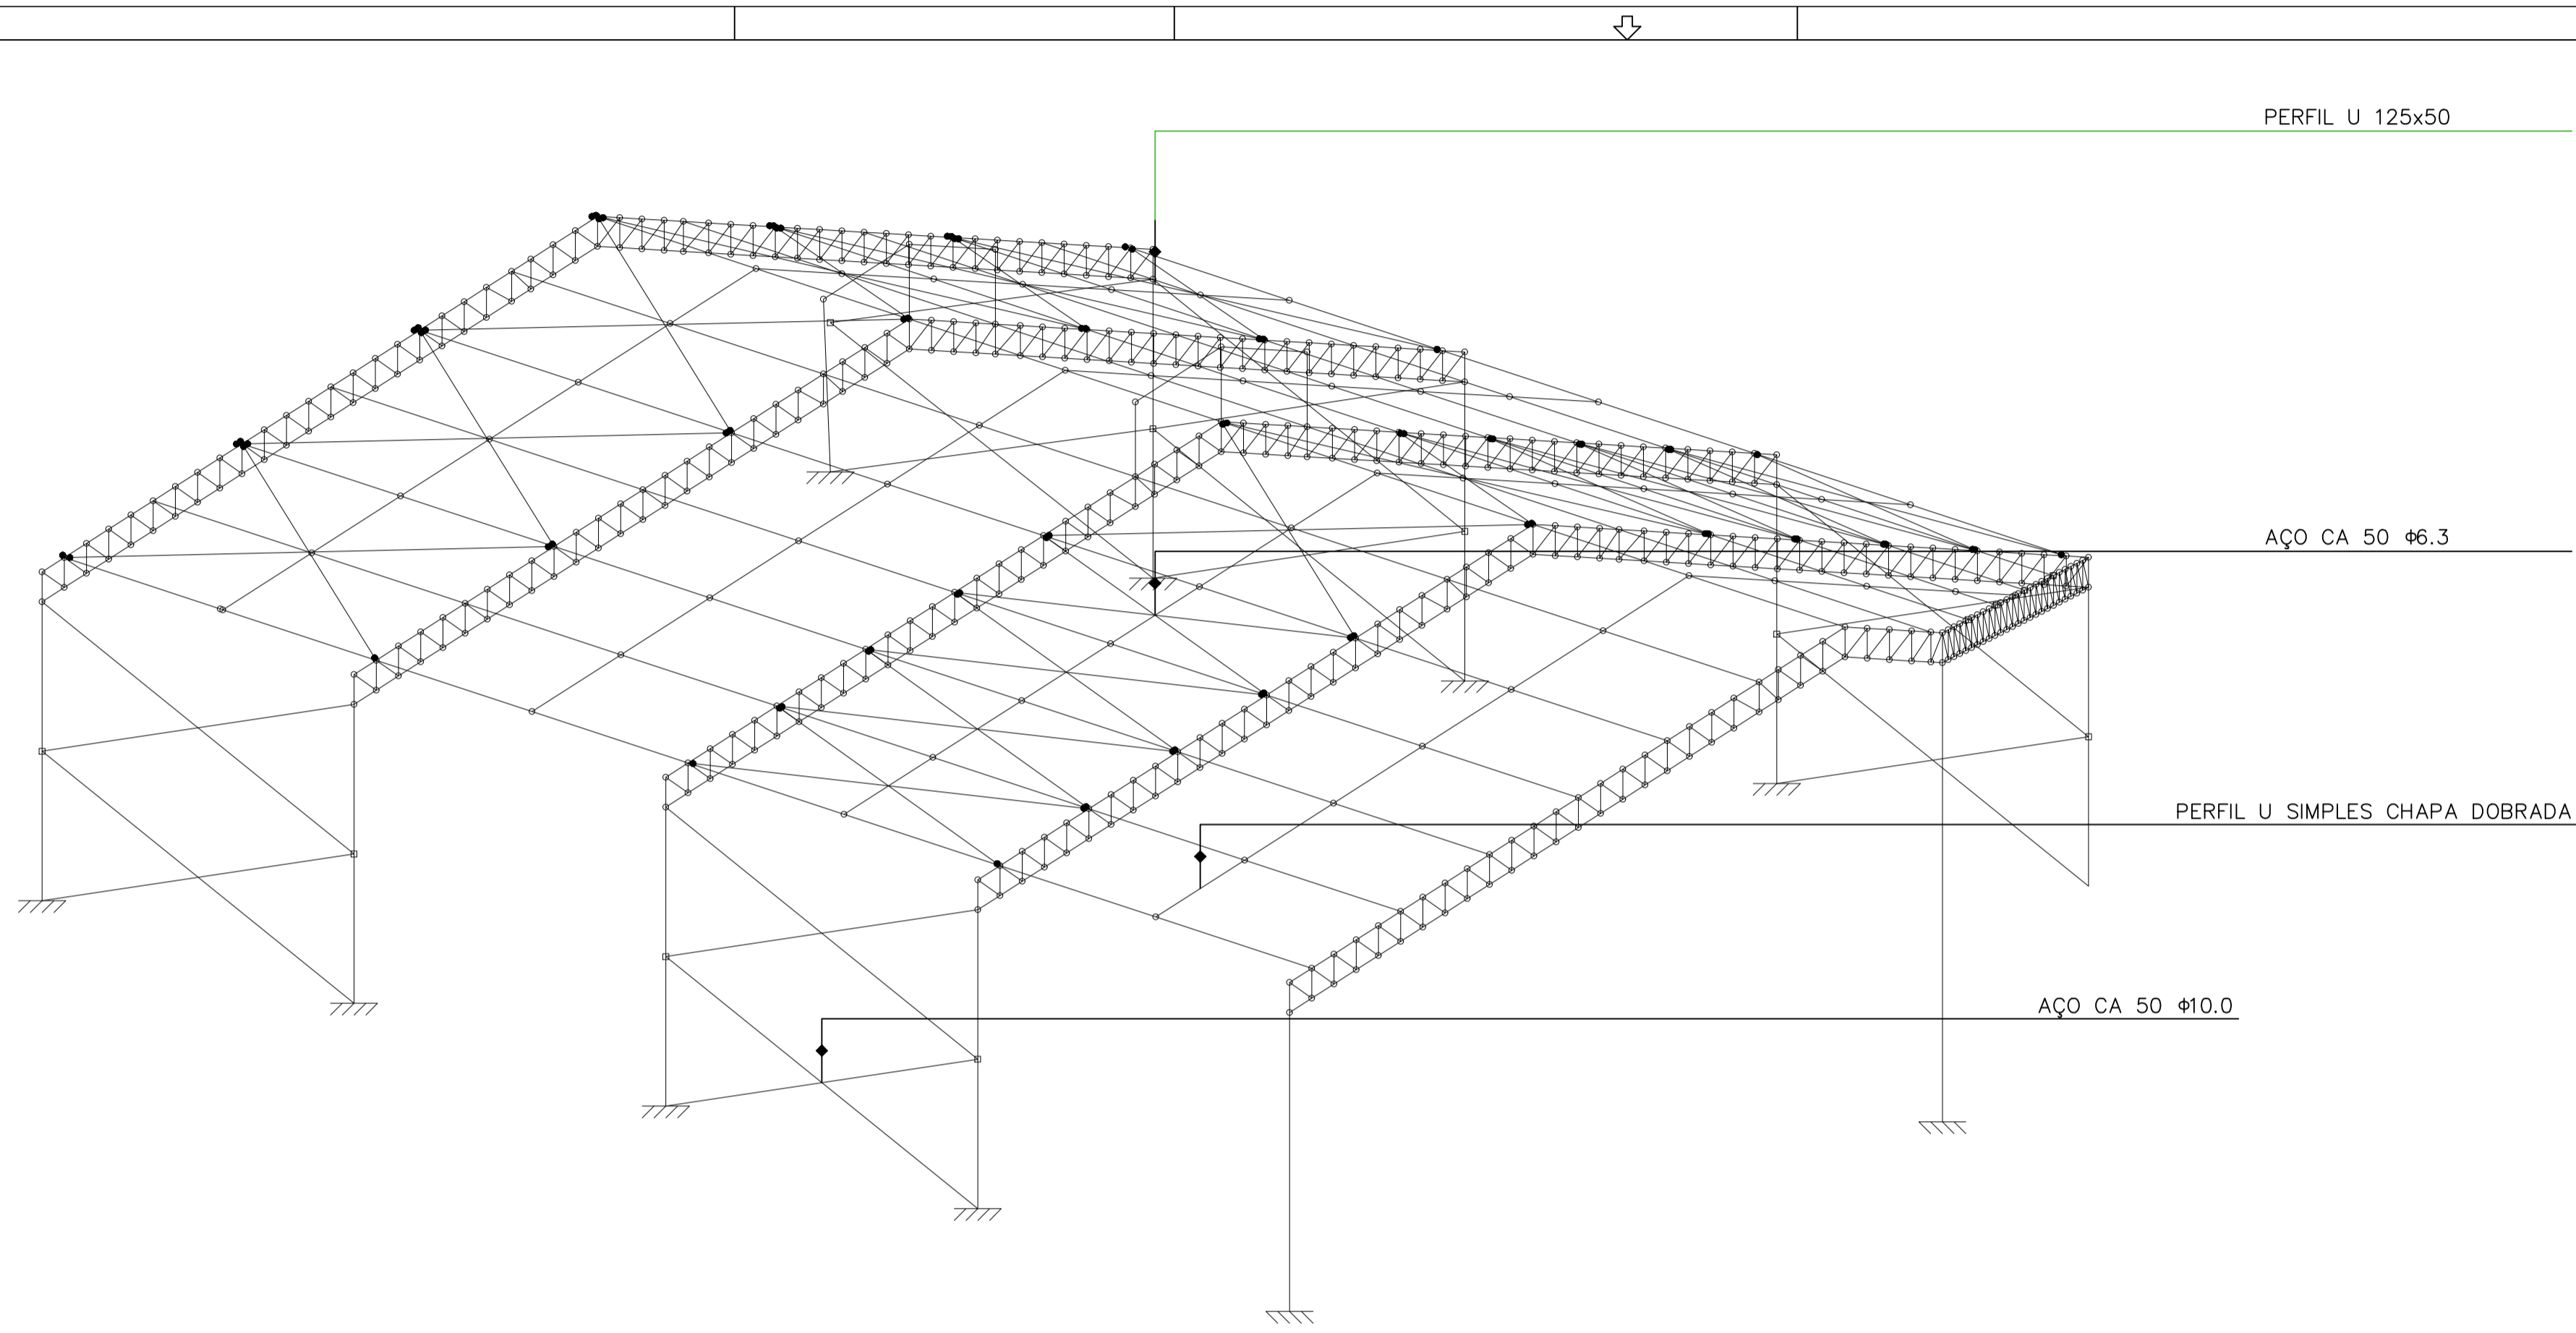 PERFIL U 125x50
AÇO CA 50 ϕ6.3
PERFIL U SIMPLES CHAPA DOBRADA
AÇO CA 50 ϕ10.0